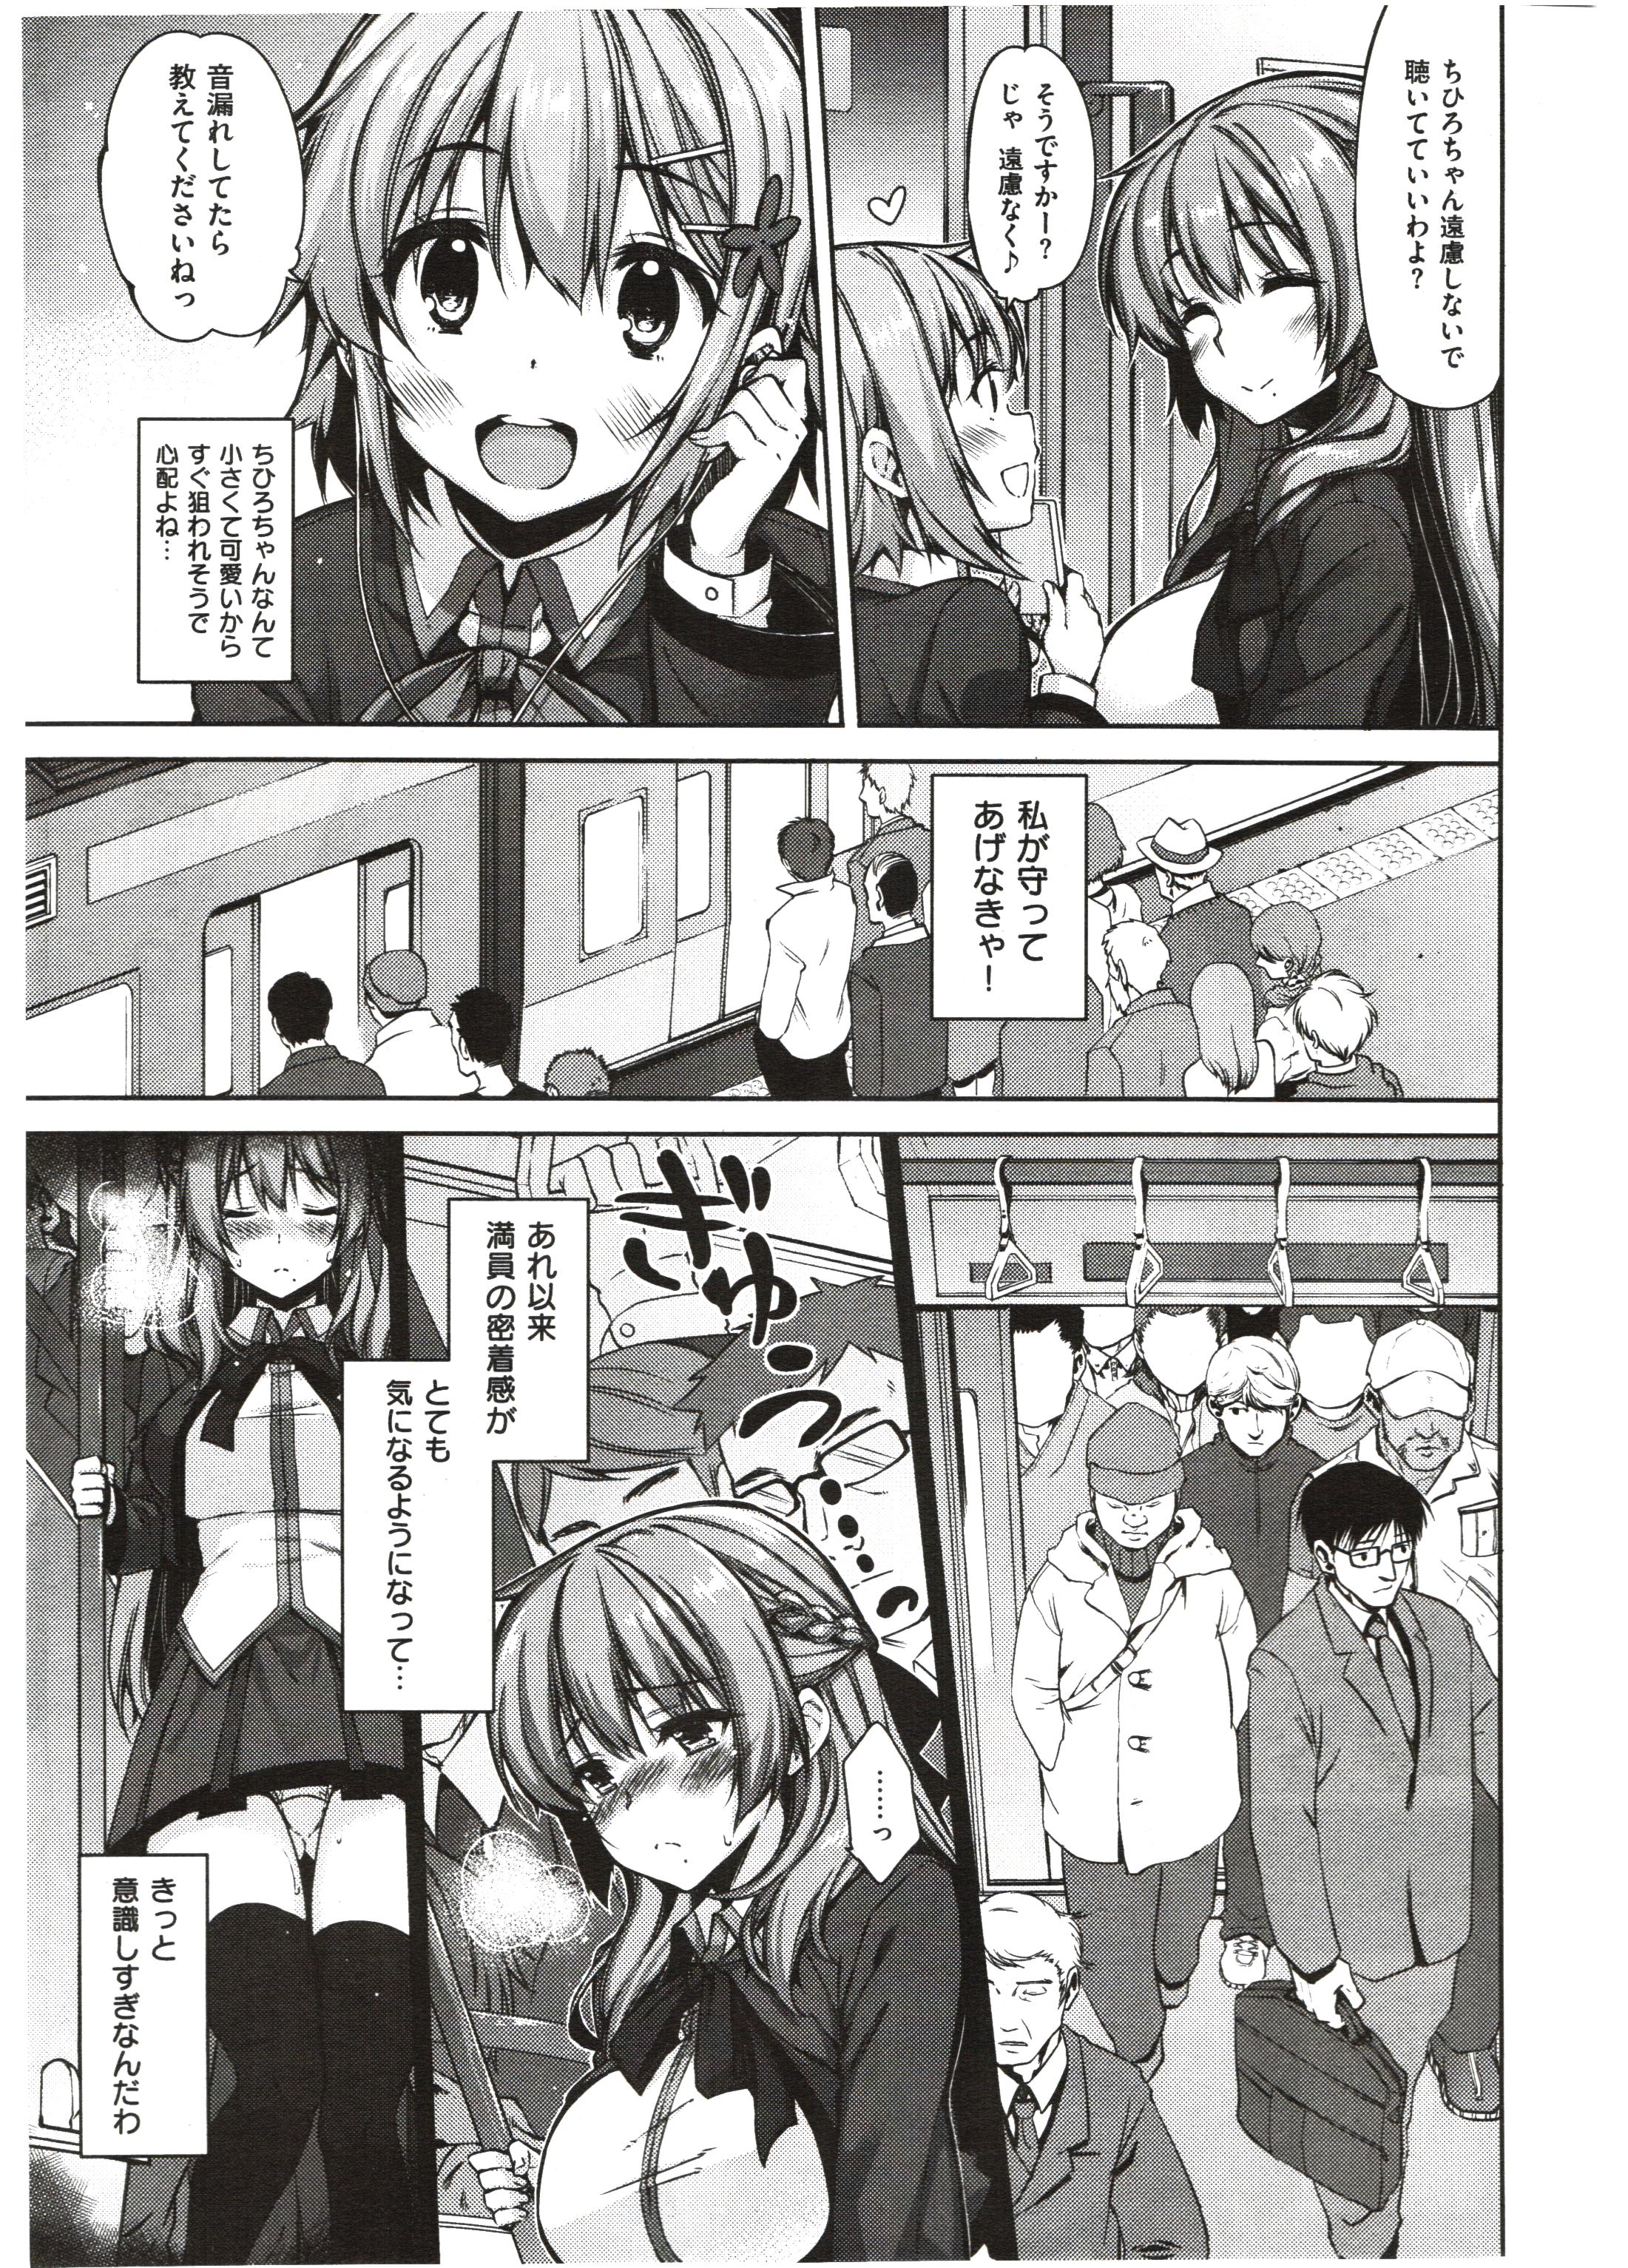 ちひろちゃん遠慮しないで
聴いてていいわよ？
そうですかー？
じゃ 遠慮なく♪
音漏れしてたら
教えてくださいねっ
ちひろちゃんなんて
小さくて可愛いから
すぐ狙われそうで
心配よね…
私が守って
あげなきゃ！
ぎゅうっ……っ
あれ以来
満員の密着感が
とても
気になるようになって…
……っ
きっと
意識しすぎなんだわ